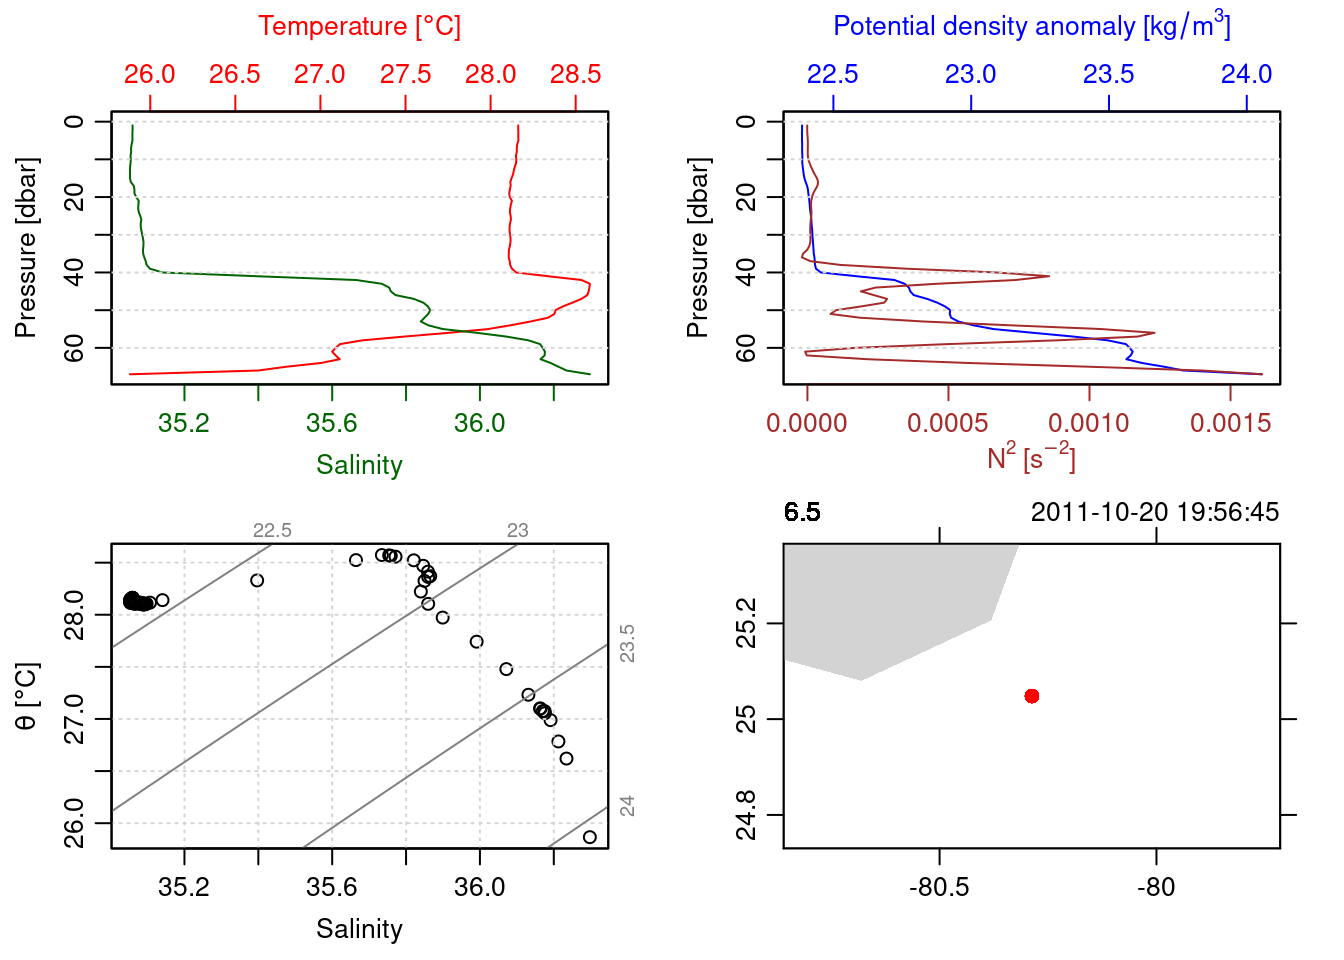 Temperature [°C]
26.0 26.5 27.0 27.5 28.0 28.5
Pressure [dbar]
0
20
40
60
35.2 35.6 36.0
Salinity
Potential density anomaly [kg/m³]
22.5 23.0 23.5 24.0
Pressure [dbar]
0
20
40
60
0.0000 0.0005 0.0010 0.0015
N² [s⁻²]
22.5 23
θ [°C]
28.0
27.0
26.0
23.5
24
35.2 35.6 36.0
Salinity
6.5 2011-10-20 19:56:45
25.2
25
24.8
-80.5 -80